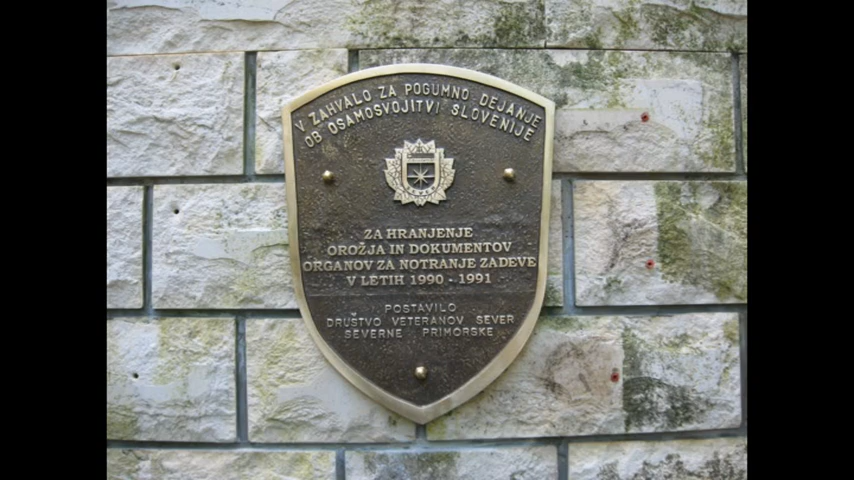 V ZAHVALO ZA POGUMNO DEJANJE
OB OSAMOSVOJITVI SLOVENIJE
ZA HRANJENJE
OROŽJA IN DOKUMENTOV
ORGANOV ZA NOTRANJE ZADEVE
V LETIH 1990 - 1991
POSTAVILO
DRUŠTVO VETERANOV SEVER
SEVERNE PRIMORSKE